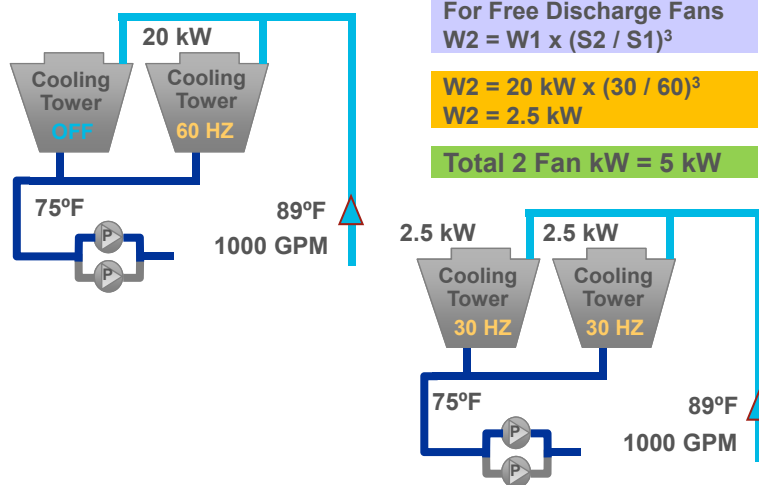 20 kW
Cooling
Tower
OFF
Cooling
Tower
60 HZ
75ºF
P
P
89ºF
1000 GPM
For Free Discharge Fans
W2 = W1 x (S2 / S1)³
W2 = 20 kW x (30 / 60)³
W2 = 2.5 kW
Total 2 Fan kW = 5 kW
2.5 kW
2.5 kW
Cooling
Tower
30 HZ
Cooling
Tower
30 HZ
75ºF
P
P
89ºF
1000 GPM